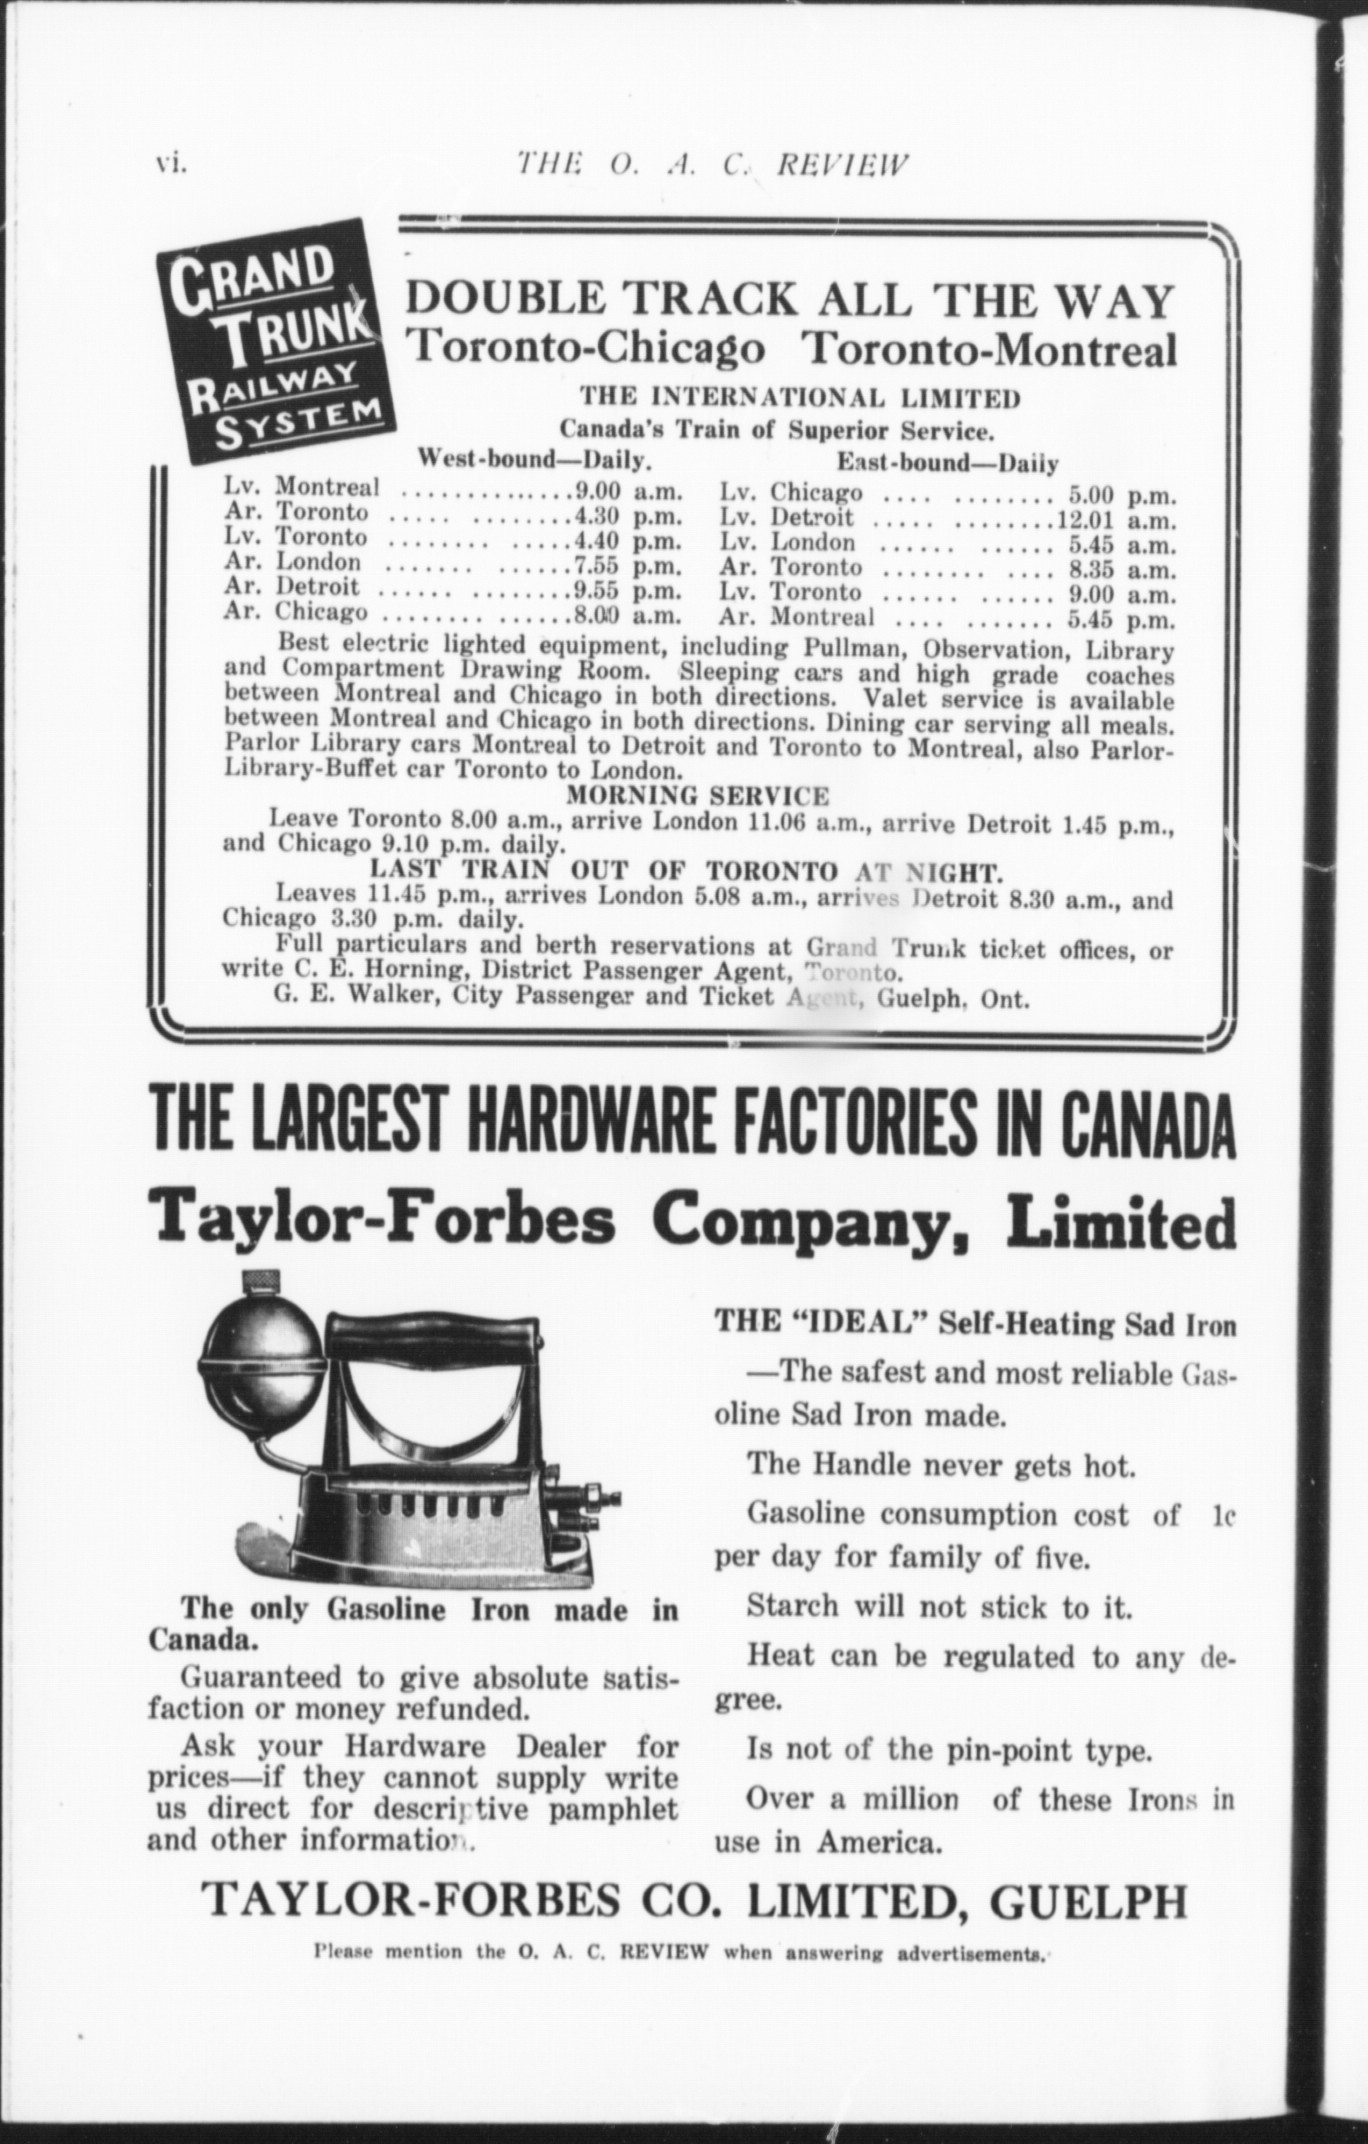 vi.
THE O. A. C. REVIEW
GRAND
TRUNK
RAILWAY
SYSTEM
DOUBLE TRACK ALL THE WAY
Toronto-Chicago Toronto-Montreal
THE INTERNATIONAL LIMITED
Canada's Train of Superior Service.
West-bound—Daily.
Lv. Montreal ..............9.00 a.m.
Ar. Toronto ..... ........4.30 p.m.
Lv. Toronto ........ .....4.40 p.m.
Ar. London ....... ......7.55 p.m.
Ar. Detroit ...... ........9.55 p.m.
Ar. Chicago ........ ......8.00 a.m.
East-bound—Daily
Lv. Chicago .... ........ 5.00 p.m.
Lv. Detroit ..... ........12.01 a.m.
Lv. London ...... ...... 5.45 a.m.
Ar. Toronto ........ .... 8.35 a.m.
Lv. Toronto ...... ...... 9.00 a.m.
Ar. Montreal .... ....... 5.45 p.m.
Best electric lighted equipment, including Pullman, Observation, Library
and Compartment Drawing Room. Sleeping cars and high grade coaches
between Montreal and Chicago in both directions. Valet service is available
between Montreal and Chicago in both directions. Dining car serving all meals.
Parlor Library cars Montreal to Detroit and Toronto to Montreal, also Parlor-
Library-Buffet car Toronto to London.
MORNING SERVICE
Leave Toronto 8.00 a.m., arrive London 11.06 a.m., arrive Detroit 1.45 p.m.,
and Chicago 9.10 p.m. daily.
LAST TRAIN OUT OF TORONTO AT NIGHT.
Leaves 11.45 p.m., arrives London 5.08 a.m., arrives Detroit 8.30 a.m., and
Chicago 3.30 p.m. daily.
Full particulars and berth reservations at Grand Trunk ticket offices, or
write C. E. Horning, District Passenger Agent, Toronto.
G. E. Walker, City Passenger and Ticket Agent, Guelph, Ont.
THE LARGEST HARDWARE FACTORIES IN CANADA
Taylor-Forbes Company, Limited
The only Gasoline Iron made in
Canada.
Guaranteed to give absolute satis-
faction or money refunded.
Ask your Hardware Dealer for
prices—if they cannot supply write
us direct for descriptive pamphlet
and other information.
THE "IDEAL" Self-Heating Sad Iron
—The safest and most reliable Gas-
oline Sad Iron made.
The Handle never gets hot.
Gasoline consumption cost of 1c
per day for family of five.
Starch will not stick to it.
Heat can be regulated to any de-
gree.
Is not of the pin-point type.
Over a million of these Irons in
use in America.
TAYLOR-FORBES CO. LIMITED, GUELPH
Please mention the O. A. C. REVIEW when answering advertisements.